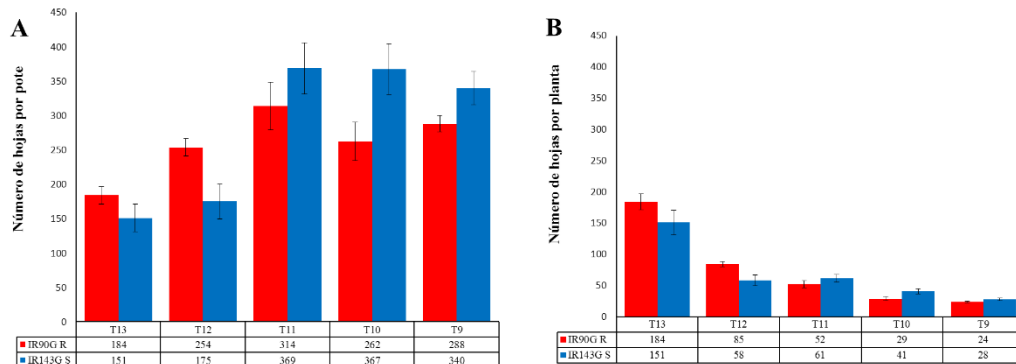 A
Número de hojas por pote
450
400
350
300
250
200
150
100
50
0
T13 T12 T11 T10 T9
IR90G R 184 254 314 262 288
IR143G S 151 175 369 367 340
B
Número de hojas por planta
450
400
350
300
250
200
150
100
50
0
T13 T12 T11 T10 T9
IR90G R 184 85 52 29 24
IR143G S 151 58 61 41 28